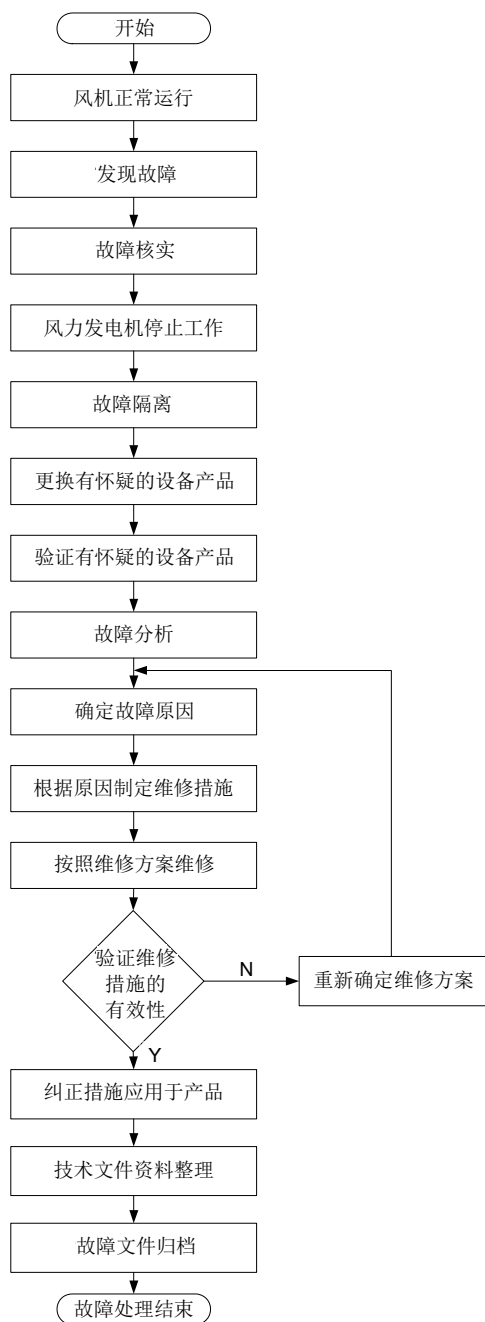 开始
风机正常运行
发现故障
故障核实
风力发电机停止工作
故障隔离
更换有怀疑的设备产品
验证有怀疑的设备产品
故障分析
确定故障原因
根据原因制定维修措施
按照维修方案维修
验证维修
措施的
有效性
N
重新确定维修方案
Y
纠正措施应用于产品
技术文件资料整理
故障文件归档
故障处理结束